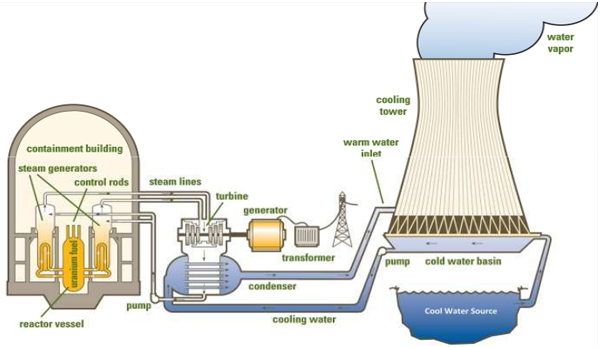 water
vapor
cooling
tower
containment building
warm water
inlet
steam generators
control rods
steam lines
turbine
generator
uranium fuel
transformer
pump
cold water basin
condenser
pump
cooling water
Cool Water Source
reactor vessel